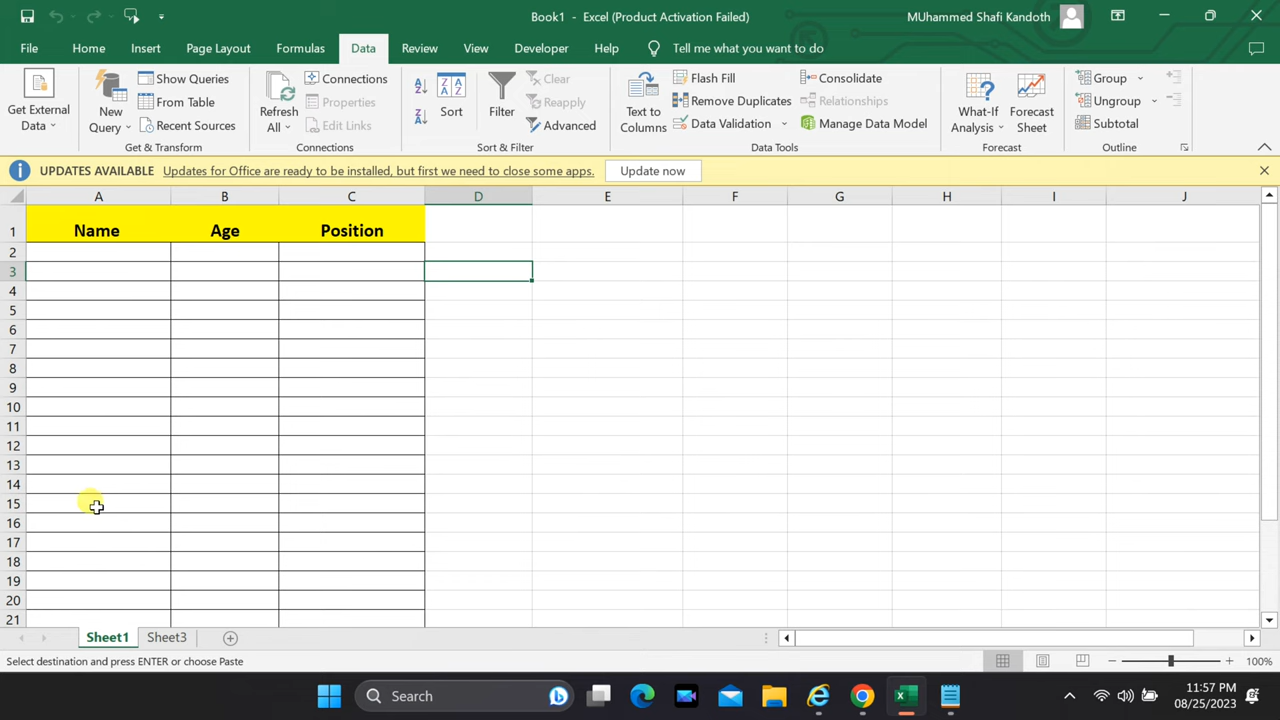 Book1 - Excel (Product Activation Failed)
MUhammed Shafi Kandoth
File Home Insert Page Layout Formulas Data Review View Developer Help Tell me what you want to do
Get External Data
New Query
Show Queries
From Table
Recent Sources
Get & Transform
Refresh All
Connections
Properties
Edit Links
Connections
A Z
Z A
Z A A Z
Sort
Filter
Clear
Reapply
Advanced
Sort & Filter
Text to Columns
Flash Fill
Remove Duplicates
Data Validation
Consolidate
Relationships
Manage Data Model
Data Tools
What-If Analysis
Forecast Sheet
Forecast
Group
Ungroup
Subtotal
Outline
UPDATES AVAILABLE Updates for Office are ready to be installed, but first we need to close some apps. Update now
A B C D E F G H I J
1 Name Age Position
2
3
4
5
6
7
8
9
10
11
12
13
14
15
16
17
18
19
20
21
Sheet1 Sheet3
Select destination and press ENTER or choose Paste
100%
Search
11:57 PM
08/25/2023